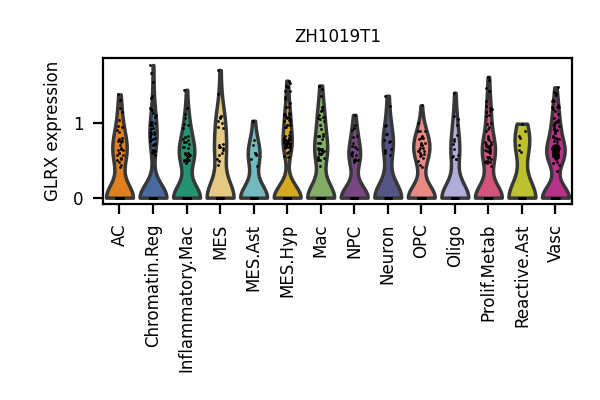 ZH1019T1
GLRX expression
1
0
AC
Chromatin.Reg
Inflammatory.Mac
MES
MES.Ast
MES.Hyp
Mac
NPC
Neuron
OPC
Oligo
Prolif.Metab
Reactive.Ast
Vasc